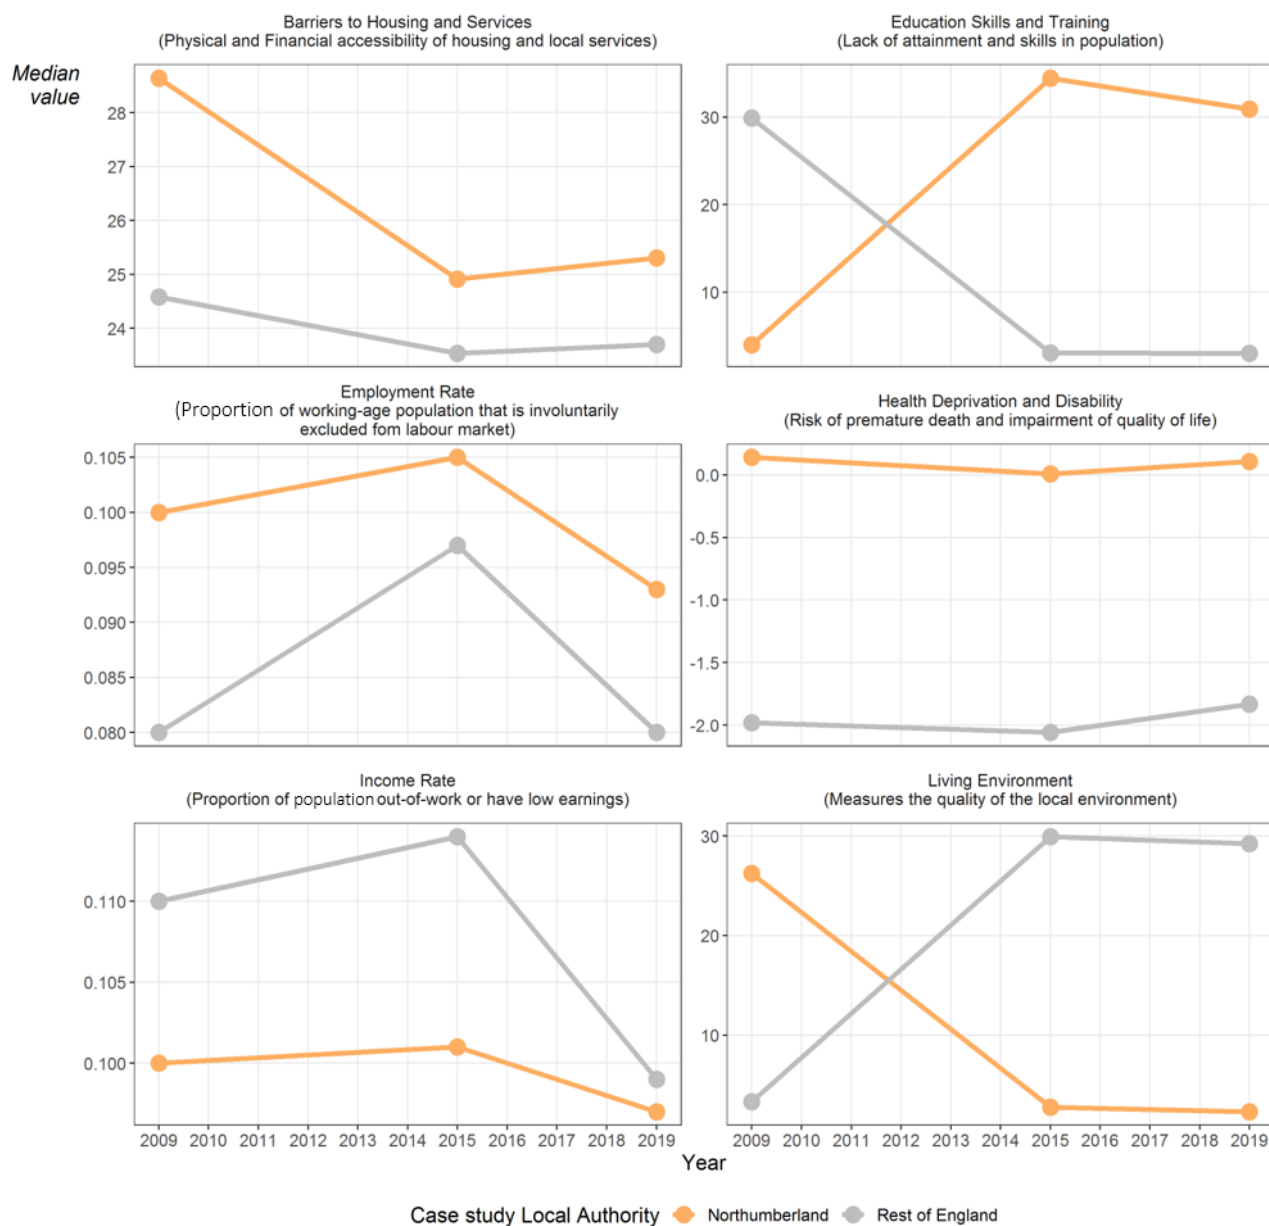 Barriers to Housing and Services
(Physical and Financial accessibility of housing and local services)
Education Skills and Training
(Lack of attainment and skills in population)
Median
value
28
27
26
25
24
30
20
10
Employment Rate
(Proportion of working-age population that is involuntarily
excluded fom labour market)
Health Deprivation and Disability
(Risk of premature death and impairment of quality of life)
0.105
0.100
0.095
0.090
0.085
0.080
0.0
-0.5
-1.0
-1.5
-2.0
Income Rate
(Proportion of population out-of-work or have low earnings)
Living Environment
(Measures the quality of the local environment)
0.110
0.105
0.100
30
20
10
2009 2010 2011 2012 2013 2014 2015 2016 2017 2018 2019
2009 2010 2011 2012 2013 2014 2015 2016 2017 2018 2019
Year
Case study Local Authority Northumberland Rest of England